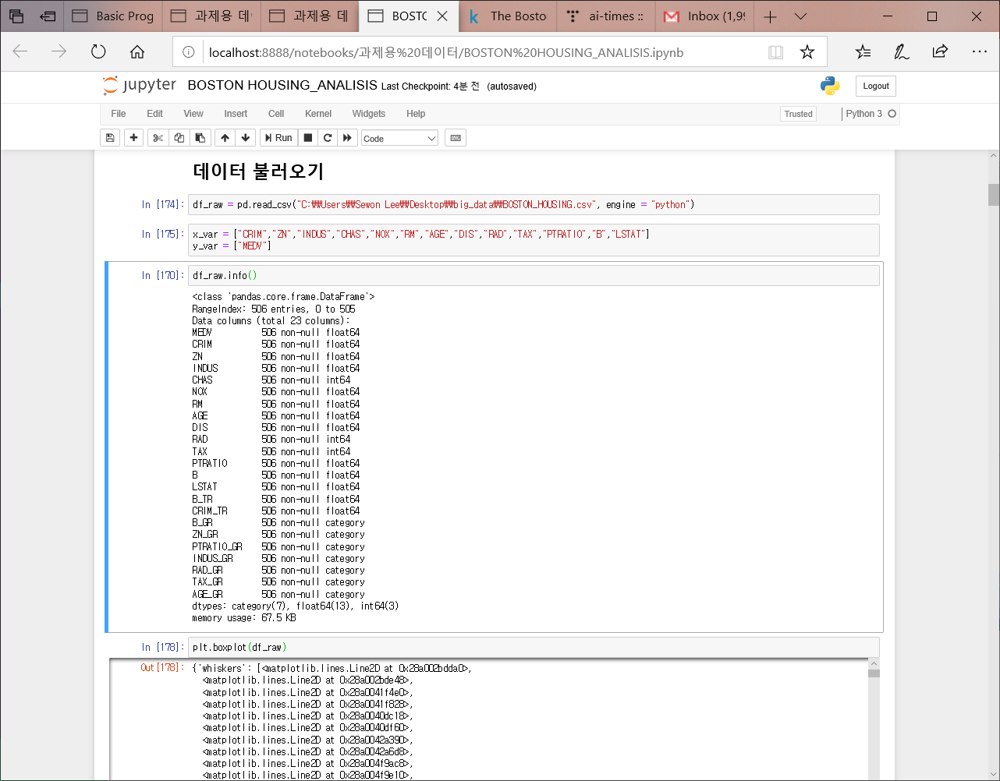 Basic Prog
과제용 데
과제용 데
BOSTC
The Bosto
ai-times ::
Inbox (1,99
localhost:8888/notebooks/과제용%20데이터/BOSTON%20HOUSING_ANALISIS.ipynb
jupyter BOSTON HOUSING_ANALISIS Last Checkpoint: 4분 전 (autosaved)
Logout
File Edit View Insert Cell Kernel Widgets Help
Trusted
Python 3
Run
Code
데이터 불러오기
In [174]: df_raw = pd.read_csv("C:₩₩Users₩₩Sewon Lee₩₩Desktop₩₩big_data₩₩BOSTON_HOUSING.csv", engine = "python")
In [175]: x_var = ["CRIM","ZN","INDUS","CHAS","NOX","RM","AGE","DIS","RAD","TAX","PTRATIO","B","LSTAT"]
y_var = ["MEDV"]
In [170]: df_raw.info()
<class 'pandas.core.frame.DataFrame'>
RangeIndex: 506 entries, 0 to 505
Data columns (total 23 columns):
MEDV 506 non-null float64
CRIM 506 non-null float64
ZN 506 non-null float64
INDUS 506 non-null float64
CHAS 506 non-null int64
NOX 506 non-null float64
RM 506 non-null float64
AGE 506 non-null float64
DIS 506 non-null float64
RAD 506 non-null int64
TAX 506 non-null int64
PTRATIO 506 non-null float64
B 506 non-null float64
LSTAT 506 non-null float64
B_TR 506 non-null float64
CRIM_TR 506 non-null float64
B_GR 506 non-null category
ZN_GR 506 non-null category
PTRATIO_GR 506 non-null category
INDUS_GR 506 non-null category
RAD_GR 506 non-null category
TAX_GR 506 non-null category
AGE_GR 506 non-null category
dtypes: category(7), float64(13), int64(3)
memory usage: 67.5 KB
In [178]: plt.boxplot(df_raw)
Out[178]: {'whiskers': [<matplotlib.lines.Line2D at 0x28a002bdda0>,
<matplotlib.lines.Line2D at 0x28a002bde48>,
<matplotlib.lines.Line2D at 0x28a0041f4e0>,
<matplotlib.lines.Line2D at 0x28a0041f828>,
<matplotlib.lines.Line2D at 0x28a0040dc18>,
<matplotlib.lines.Line2D at 0x28a0040df60>,
<matplotlib.lines.Line2D at 0x28a0042a390>,
<matplotlib.lines.Line2D at 0x28a0042a6d8>,
<matplotlib.lines.Line2D at 0x28a004f9ac8>,
<matplotlib.lines.Line2D at 0x28a004f9e10>,